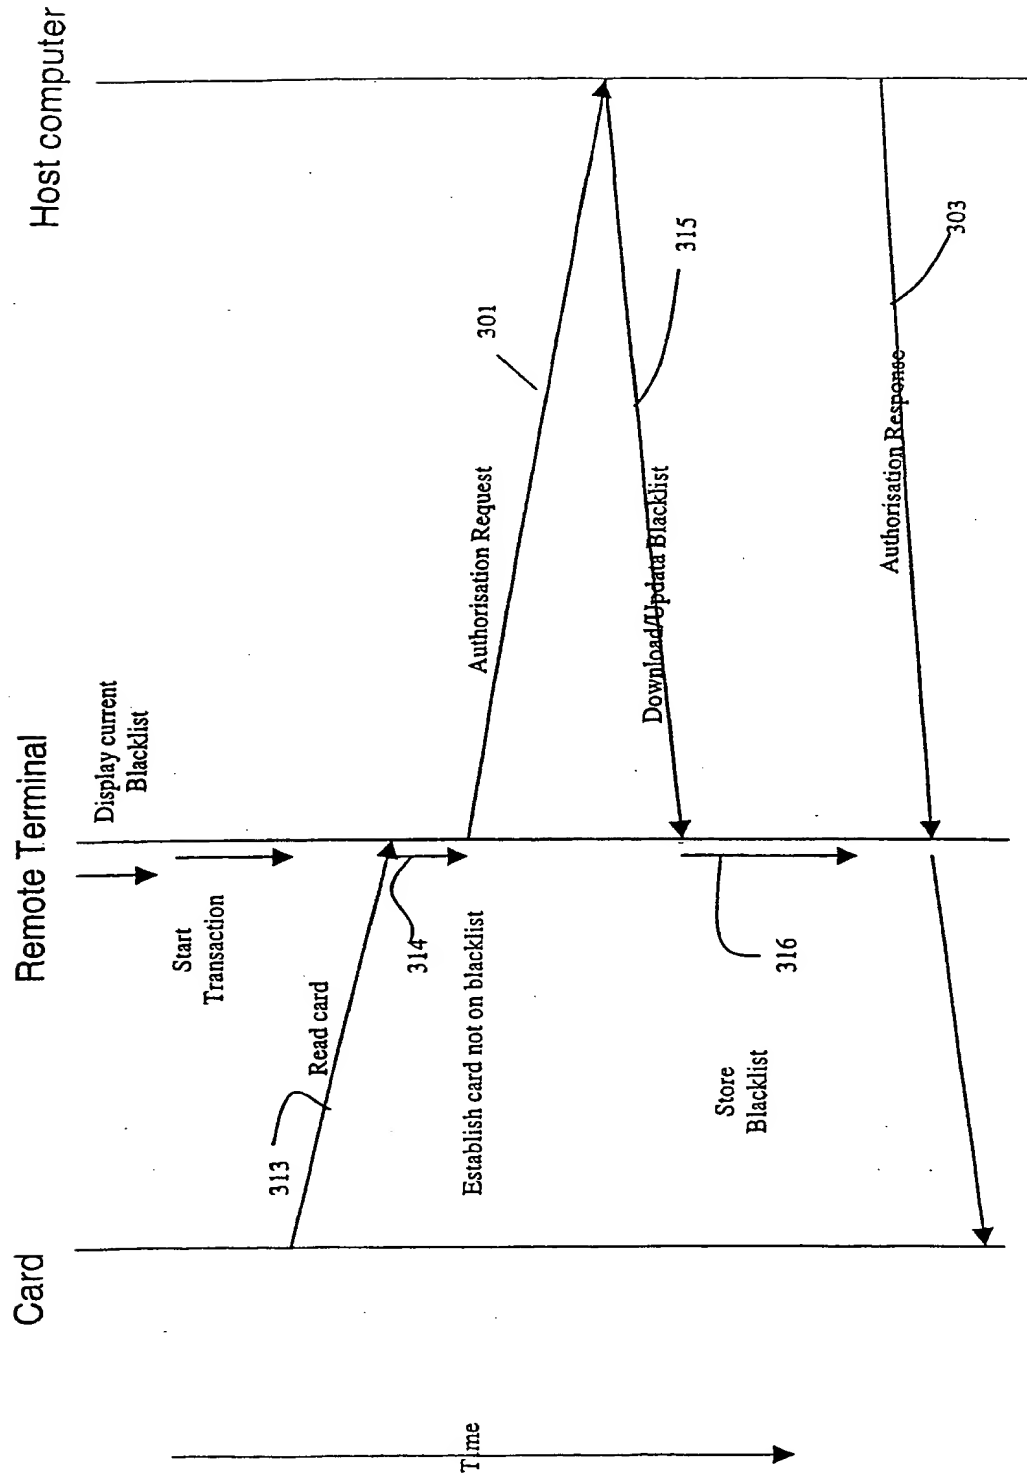 Card
Remote Terminal
Host computer
Display current
Blacklist
Start
Transaction
313
Read card
314
Establish card not on blacklist
Authorisation Request
301
Download/Updata Blacklist
315
Store
Blacklist
316
Authorisation Response
303
Time